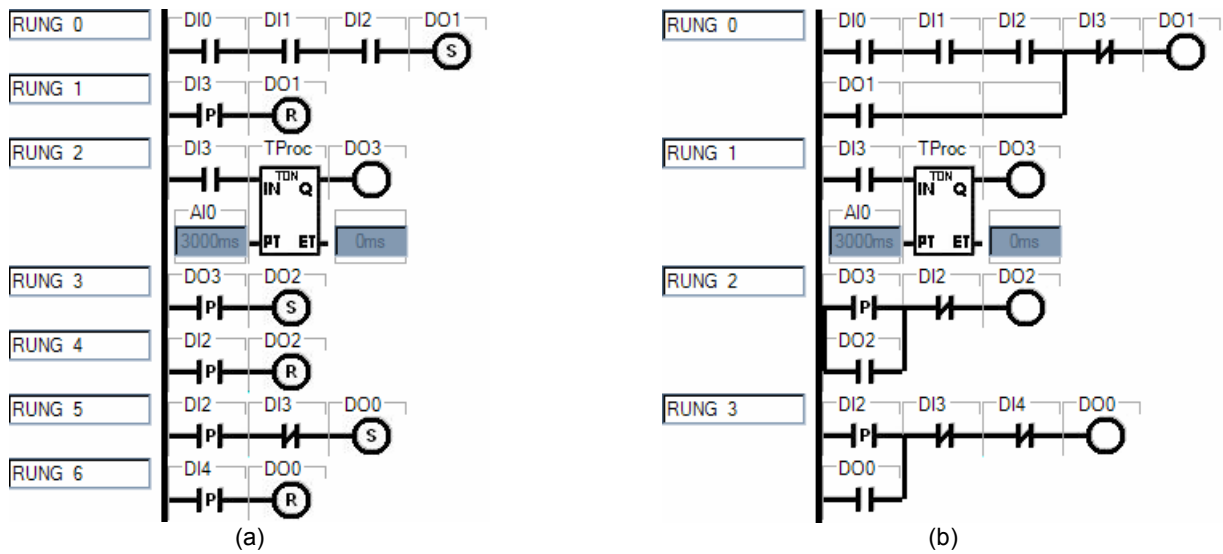 RUNG 0
DI0 DI1 DI2 DO1
S
RUNG 1
DI3 DO1
P R
RUNG 2
DI3 TProc DO3
TON
IN Q
AI0
3000ms PT ET 0ms
RUNG 3
DO3 DO2
P S
RUNG 4
DI2 DO2
P R
RUNG 5
DI2 DI3 DO0
P S
RUNG 6
DI4 DO0
P R
(a)
RUNG 0
DI0 DI1 DI2 DI3 DO1
DO1
RUNG 1
DI3 TProc DO3
TON
IN Q
AI0
3000ms PT ET 0ms
RUNG 2
DO3 DI2 DO2
P
DO2
RUNG 3
DI2 DI3 DI4 DO0
P
DO0
(b)